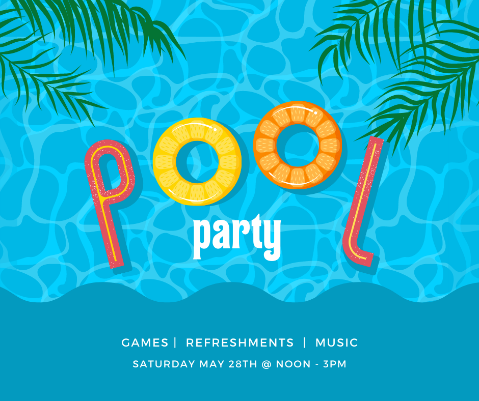 pool
party
GAMES | REFRESHMENTS | MUSIC
SATURDAY MAY 28TH @ NOON - 3PM